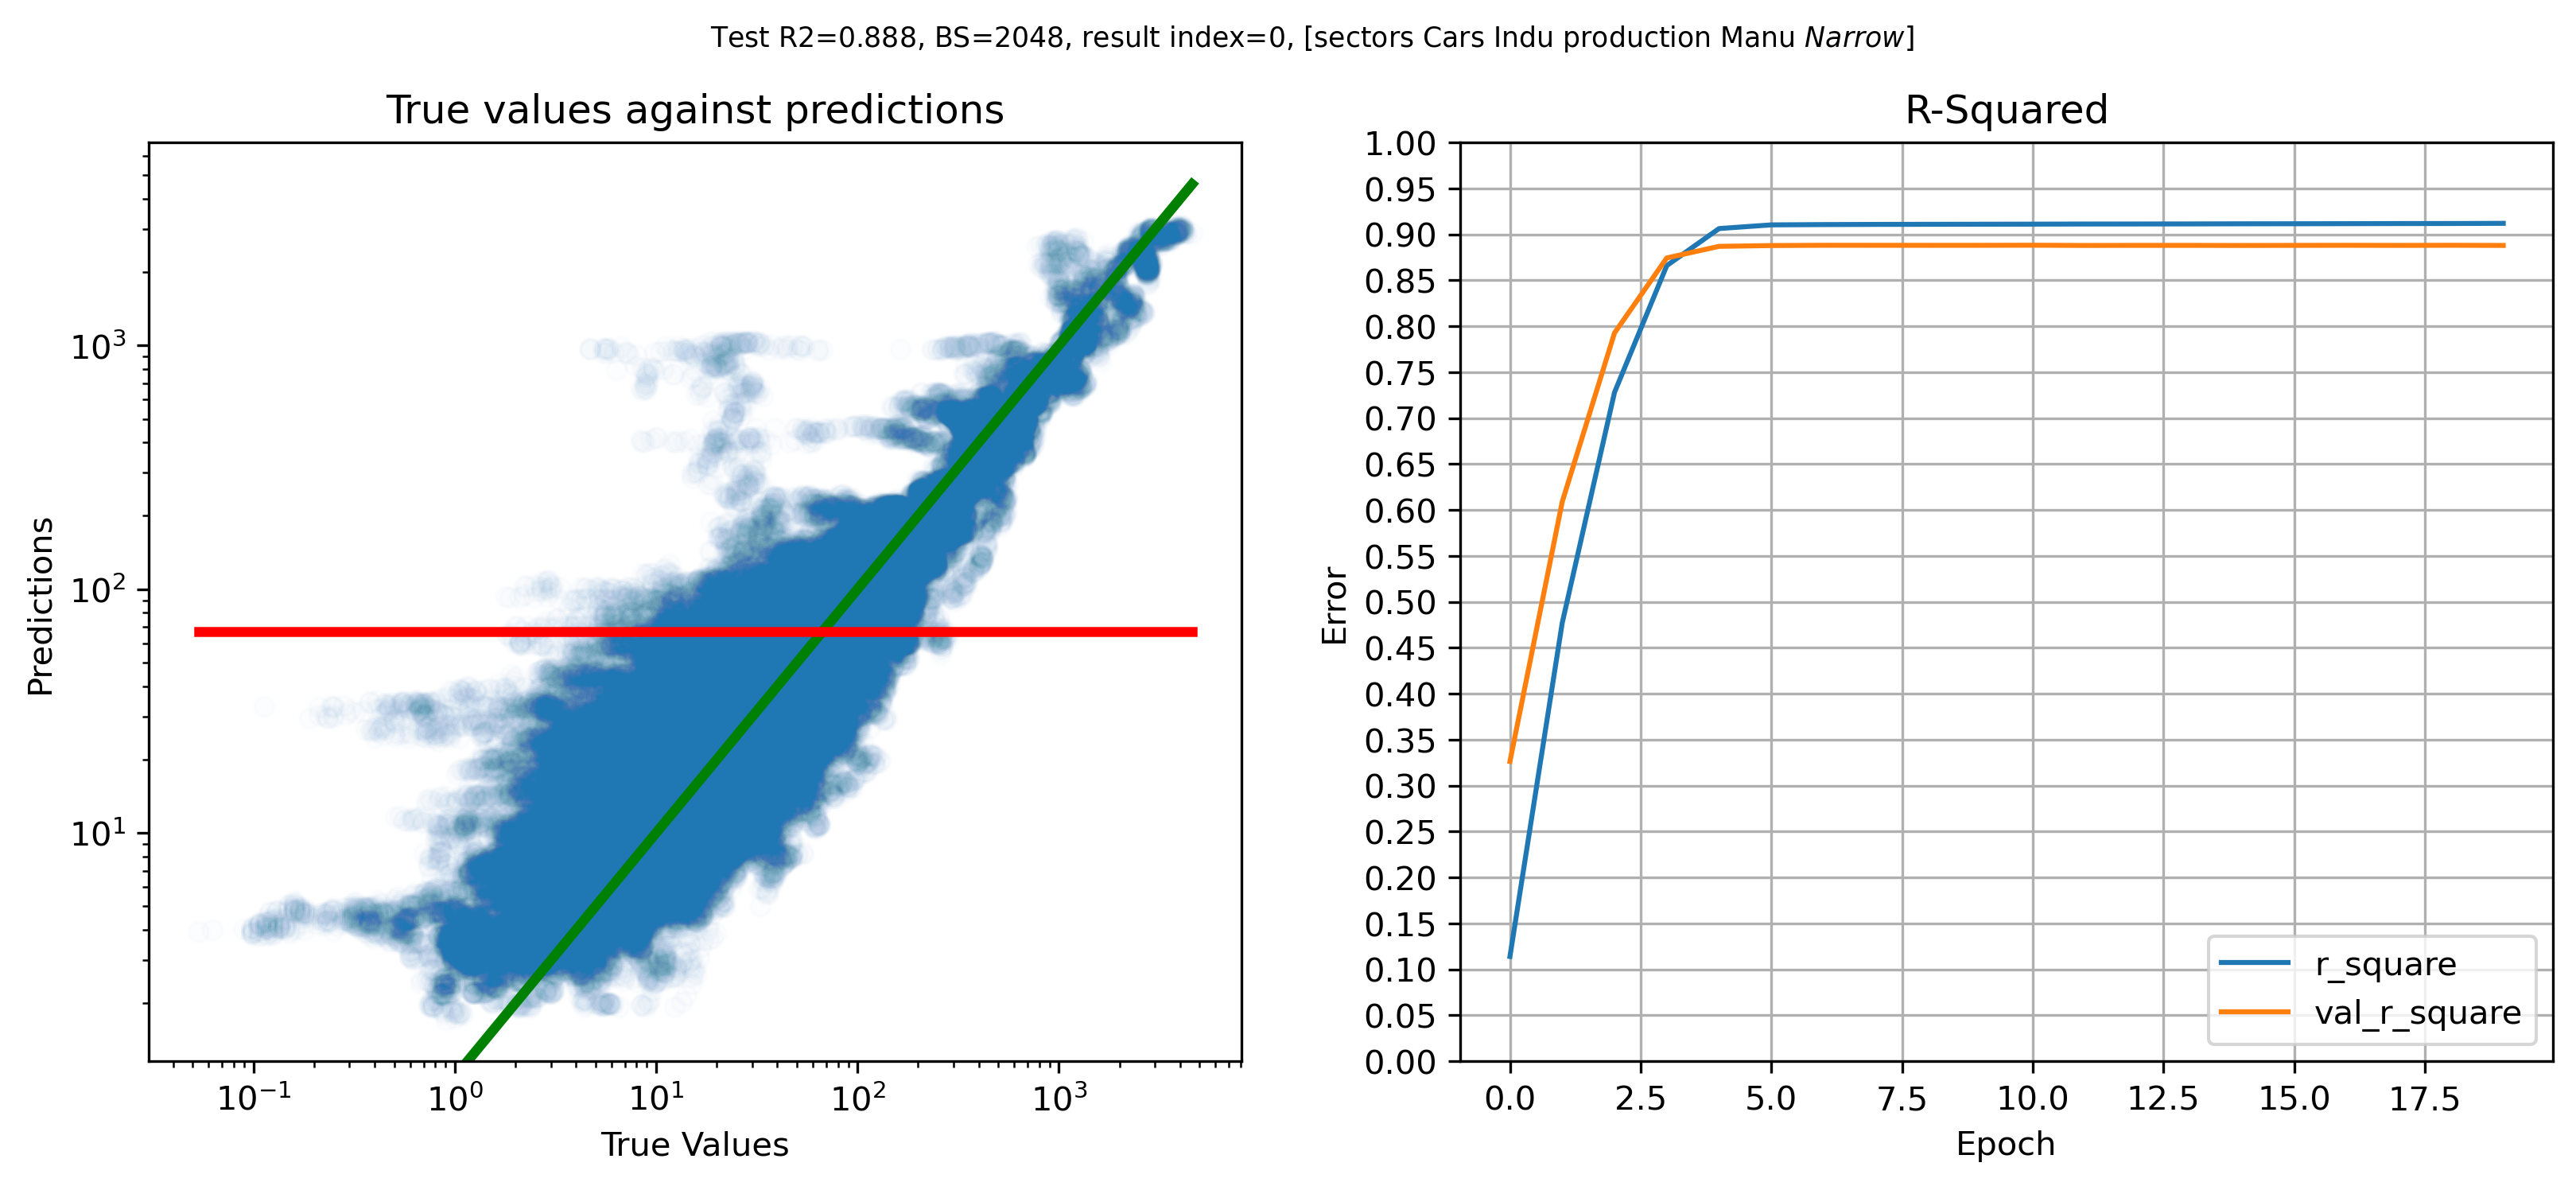 Test R2=0.888, BS=2048, result index=0, [sectors Cars Indu production Manu Narrow]
True values against predictions
Predictions
10³
10²
10¹
10⁻¹ 10⁰ 10¹ 10² 10³
True Values
R-Squared
Error
1.00
0.95
0.90
0.85
0.80
0.75
0.70
0.65
0.60
0.55
0.50
0.45
0.40
0.35
0.30
0.25
0.20
0.15
0.10
0.05
0.00
r_square
val_r_square
0.0 2.5 5.0 7.5 10.0 12.5 15.0 17.5
Epoch